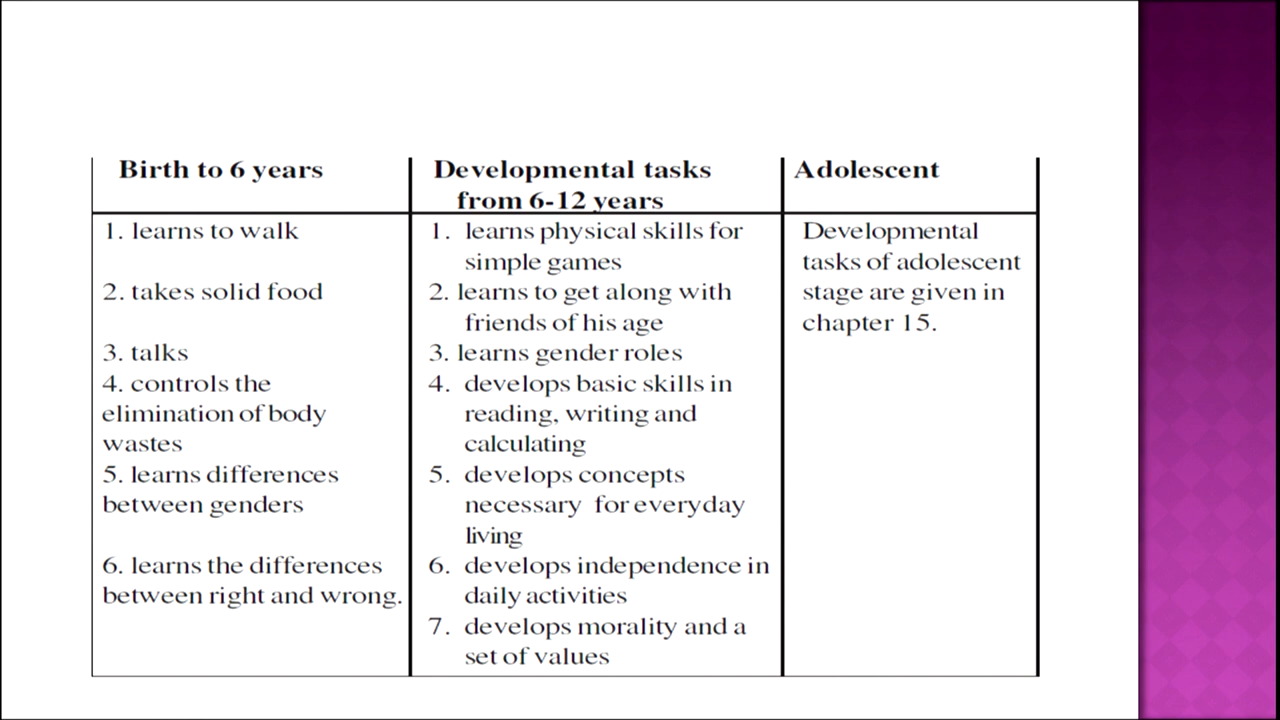 Birth to 6 years
1. learns to walk
2. takes solid food
3. talks
4. controls the
elimination of body
wastes
5. learns differences
between genders
6. learns the differences
between right and wrong.
Developmental tasks
from 6-12 years
1. learns physical skills for
simple games
2. learns to get along with
friends of his age
3. learns gender roles
4. develops basic skills in
reading, writing and
calculating
5. develops concepts
necessary for everyday
living
6. develops independence in
daily activities
7. develops morality and a
set of values
Adolescent
Developmental
tasks of adolescent
stage are given in
chapter 15.